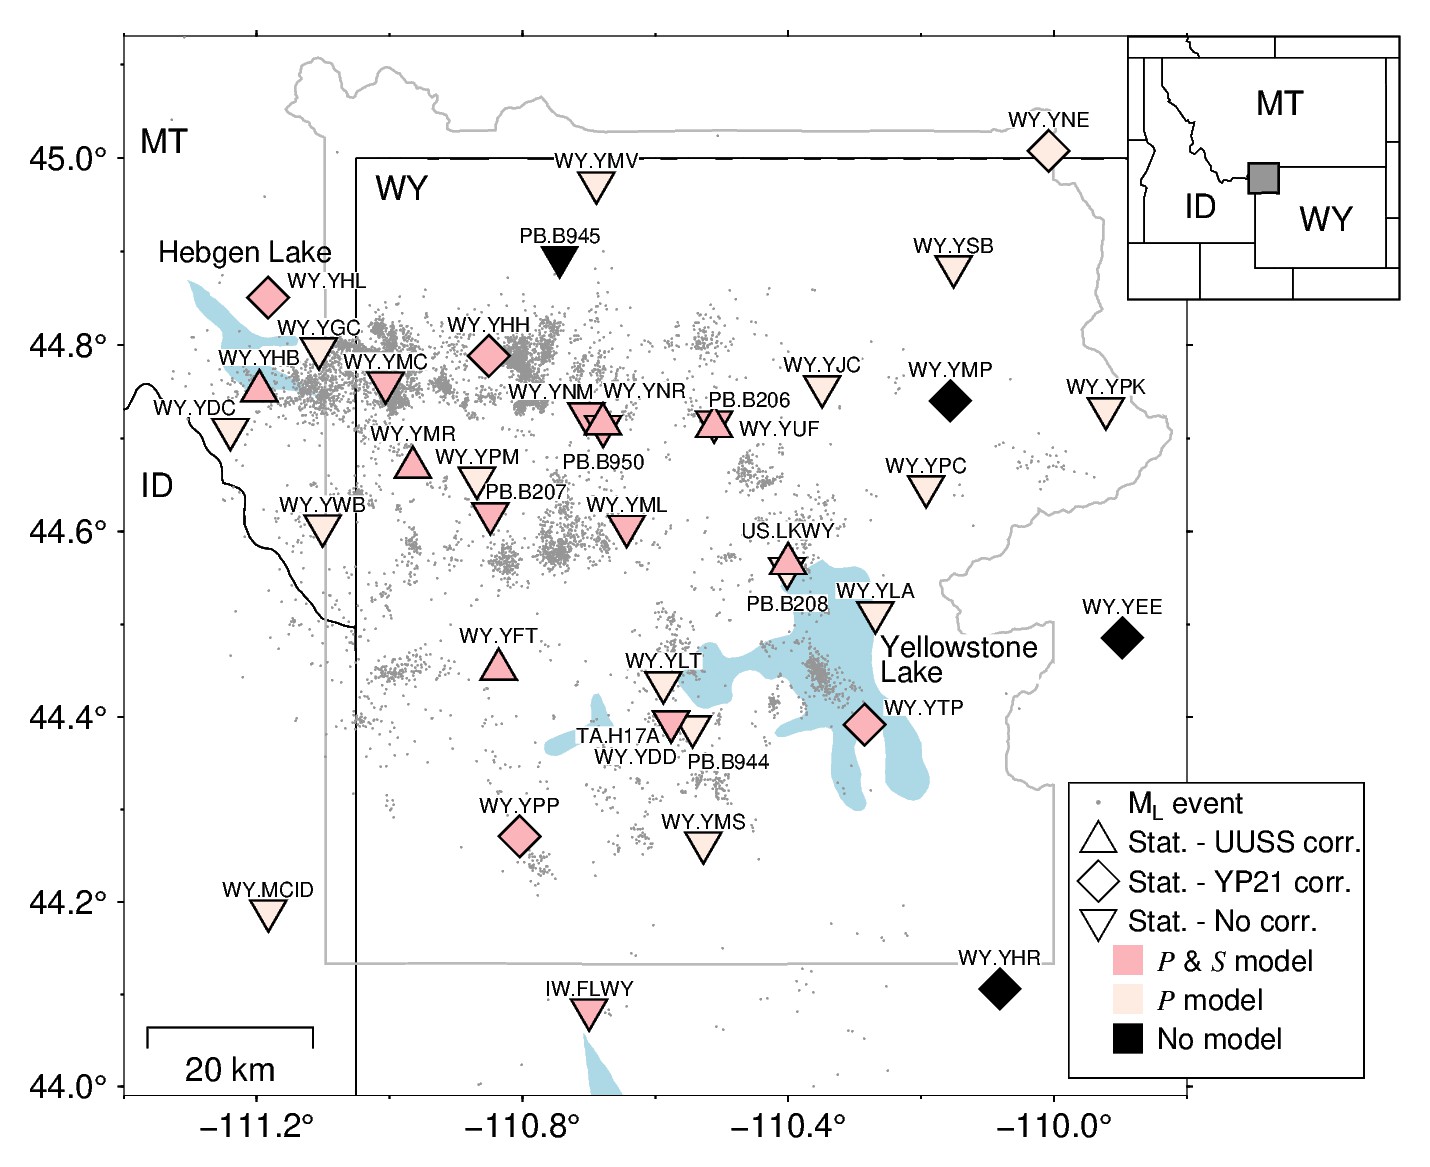 WY.YNE
MT
MT
45.0°
WY.YMV
WY
ID
WY
PB.B945
WY.YSB
Hebgen Lake
WY.YHL
WY.YGC
WY.YHH
44.8°
WY.YHB
WY.YMC
WY.YJC
WY.YMP
WY.YPK
WY.YNM
WY.YNR
PB.B206
WY.YDC
WY.YUF
WY.YMR
WY.YPM
PB.B950
WY.YPC
ID
PB.B207
WY.YWB
WY.YML
44.6°
US.LKWY
WY.YLA
PB.B208
WY.YEE
WY.YFT
Yellowstone
Lake
WY.YLT
44.4°
WY.YTP
TA.H17A
WY.YDD
PB.B944
WY.YPP
WY.YMS
ML event
Stat. - UUSS corr.
Stat. - YP21 corr.
Stat. - No corr.
P & S model
P model
No model
WY.MCID
44.2°
WY.YHR
IW.FLWY
20 km
44.0°
−111.2°
−110.8°
−110.4°
−110.0°